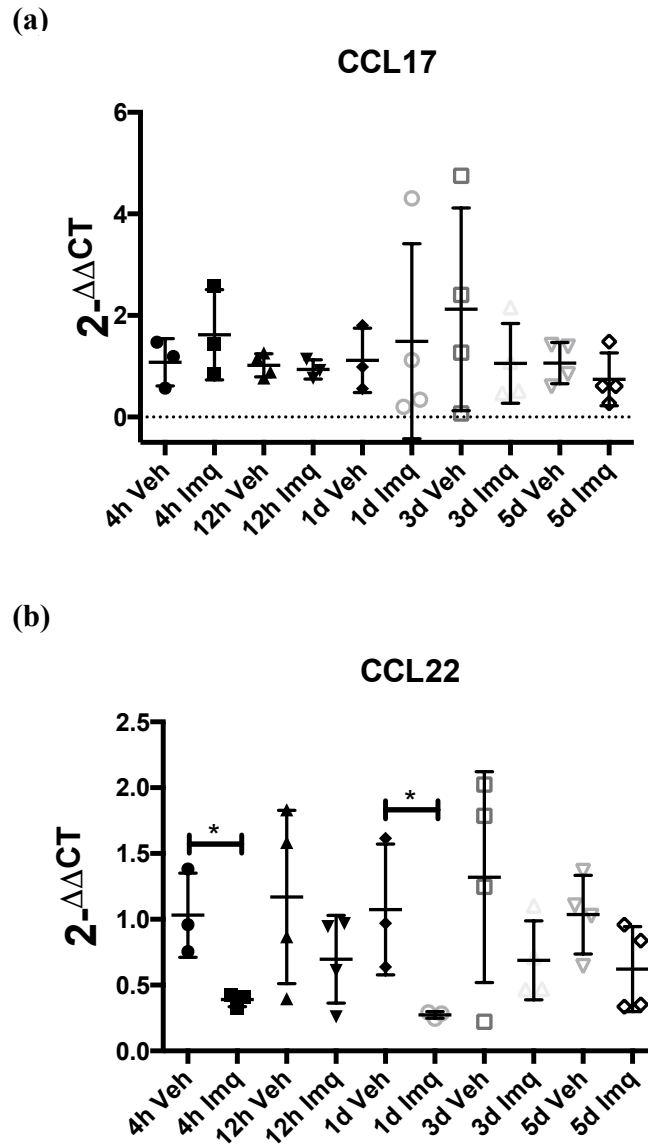 (a)
CCL17
6
4
2
0
2-ΔΔCT
4h Veh
4h Imq
12h Veh
12h Imq
1d Veh
1d Imq
3d Veh
3d Imq
5d Veh
5d Imq
(b)
CCL22
2.5
2.0
1.5
1.0
0.5
0.0
2-ΔΔCT
*
*
4h Veh
4h Imq
12h Veh
12h Imq
1d Veh
1d Imq
3d Veh
3d Imq
5d Veh
5d Imq